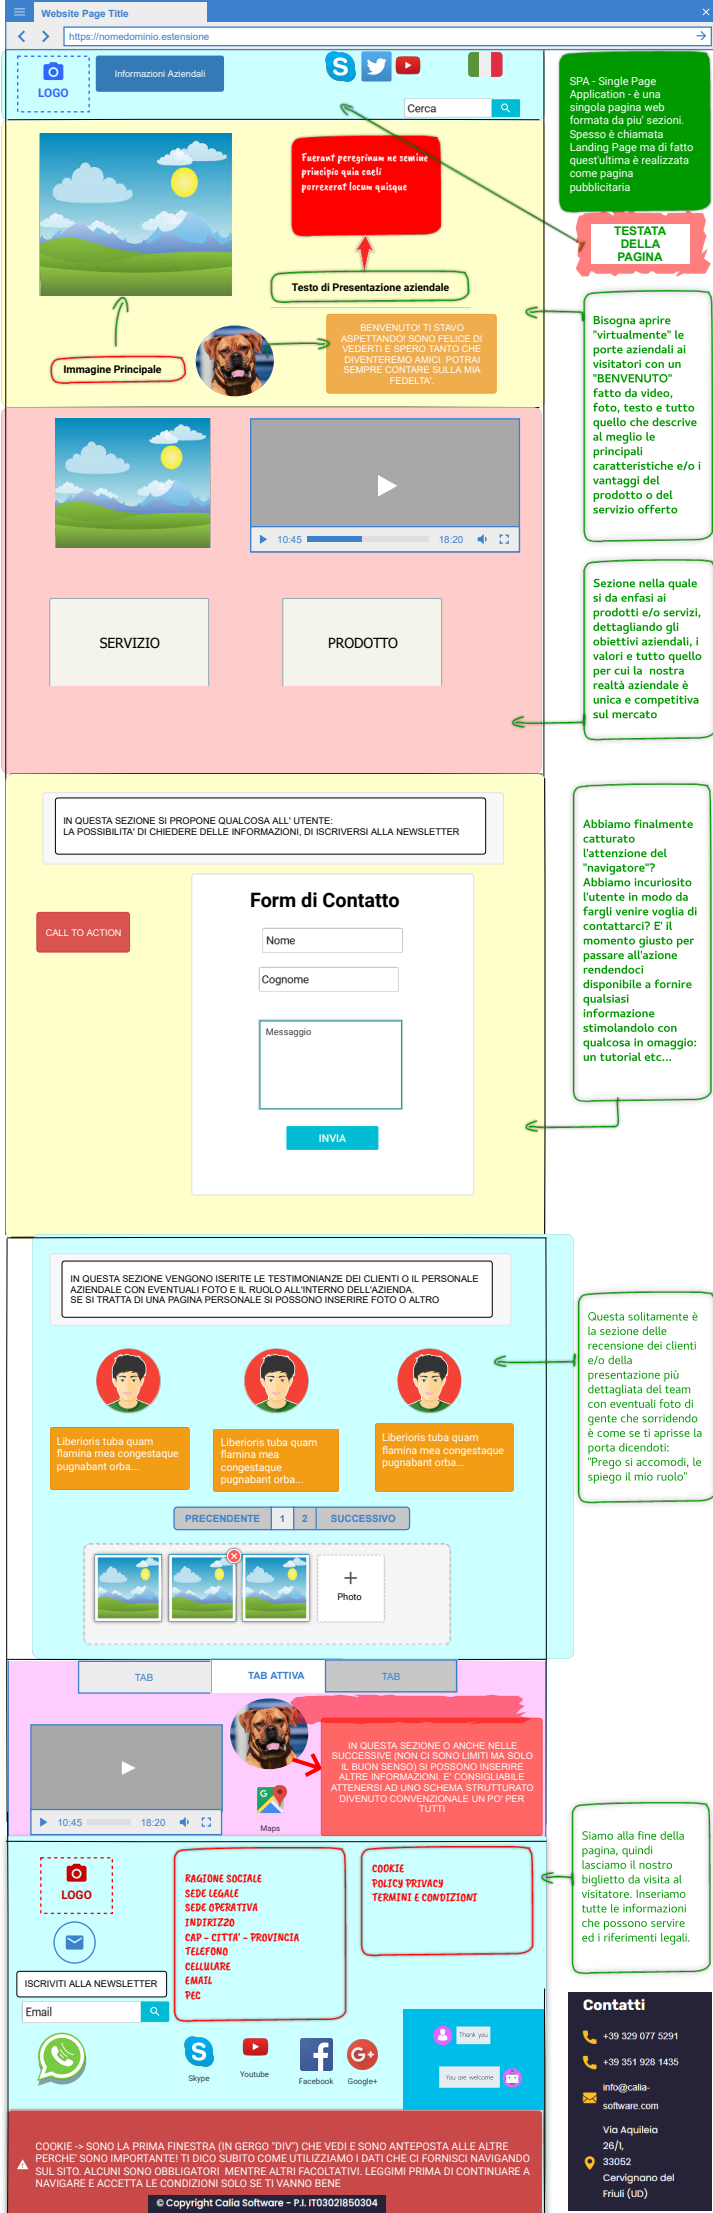 Website Page Title
https://nomedominio.estensione
LOGO
Informazioni Aziendali
Cerca
SPA - Single Page
Application - è una
singola pagina web
formata da piu' sezioni.
Spesso è chiamata
Landing Page ma di fatto
quest'ultima è realizzata
come pagina
pubblicitaria
TESTATA
DELLA
PAGINA
Fuerant peregrinum ne semine
principio quia caeli
porrexerat locum quisque
Testo di Presentazione aziendale
Immagine Principale
BENVENUTO! TI STAVO
ASPETTANDO! SONO FELICE DI
VEDERTI E SPERO TANTO CHE
DIVENTEREMO AMICI. POTRAI
SEMPRE CONTARE SULLA MIA
FEDELTA'.
Bisogna aprire
"virtualmente" le
porte aziendali ai
visitatori con un
"BENVENUTO"
fatto da video,
foto, testo e tutto
quello che descrive
al meglio le
principali
caratteristiche e/o i
vantaggi del
prodotto o del
servizio offerto
10:45
18:20
SERVIZIO
PRODOTTO
Sezione nella quale
si da enfasi ai
prodotti e/o servizi,
dettagliando gli
obiettivi aziendali, i
valori e tutto quello
per cui la nostra
realtà aziendale è
unica e competitiva
sul mercato
IN QUESTA SEZIONE SI PROPONE QUALCOSA ALL' UTENTE:
LA POSSIBILITA' DI CHIEDERE DELLE INFORMAZIONI, DI ISCRIVERSI ALLA NEWSLETTER
CALL TO ACTION
Form di Contatto
Nome
Cognome
Messaggio
INVIA
Abbiamo finalmente
catturato
l'attenzione del
"navigatore"?
Abbiamo incuriosito
l'utente in modo da
fargli venire voglia di
contattarci? E' il
momento giusto per
passare all'azione
rendendoci
disponibile a fornire
qualsiasi
informazione
stimolandolo con
qualcosa in omaggio:
un tutorial etc...
IN QUESTA SEZIONE VENGONO ISERITE LE TESTIMONIANZE DEI CLIENTI O IL PERSONALE
AZIENDALE CON EVENTUALI FOTO E IL RUOLO ALL'INTERNO DELL'AZIENDA.
SE SI TRATTA DI UNA PAGINA PERSONALE SI POSSONO INSERIRE FOTO O ALTRO
Liberioris tuba quam
flamina mea congestaque
pugnabant orba...
Liberioris tuba quam
flamina mea
congestaque
pugnabant orba...
Liberioris tuba quam
flamina mea congestaque
pugnabant orba...
PRECENDENTE 1 2 SUCCESSIVO
Photo
Questa solitamente è
la sezione delle
recensione dei clienti
e/o della
presentazione più
dettagliata del team
con eventuali foto di
gente che sorridendo
è come se ti aprisse la
porta dicendoti:
"Prego si accomodi, le
spiego il mio ruolo"
TAB
TAB ATTIVA
TAB
10:45
18:20
Maps
IN QUESTA SEZIONE O ANCHE NELLE
SUCCESSIVE (NON CI SONO LIMITI MA SOLO
IL BUON SENSO) SI POSSONO INSERIRE
ALTRE INFORMAZIONI. E' CONSIGLIABILE
ATTENERSI AD UNO SCHEMA STRUTTURATO
DIVENUTO CONVENZIONALE UN PO' PER
TUTTI
LOGO
ISCRIVITI ALLA NEWSLETTER
Email
RAGIONE SOCIALE
SEDE LEGALE
SEDE OPERATIVA
INDIRIZZO
CAP - CITTA' - PROVINCIA
TELEFONO
CELLULARE
EMAIL
PEC
COOKIE
POLICY PRIVACY
TERMINI E CONDIZIONI
Siamo alla fine della
pagina, quindi
lasciamo il nostro
biglietto da visita al
visitatore. Inseriamo
tutte le informazioni
che possono servire
ed i riferimenti legali.
Skype
Youtube
Facebook
Google+
Thank you
You are welcome
Contatti
+39 329 077 5291
+39 351 928 1435
info@calia-
software.com
Via Aquileia
26/1,
33052
Cervignano del
Friuli (UD)
COOKIE -> SONO LA PRIMA FINESTRA (IN GERGO "DIV") CHE VEDI E SONO ANTEPOSTA ALLE ALTRE
PERCHE' SONO IMPORTANTE! TI DICO SUBITO COME UTILIZZIAMO I DATI CHE CI FORNISCI NAVIGANDO
SUL SITO. ALCUNI SONO OBBLIGATORI MENTRE ALTRI FACOLTATIVI. LEGGIMI PRIMA DI CONTINUARE A
NAVIGARE E ACCETTA LE CONDIZIONI SOLO SE TI VANNO BENE
© Copyright Calia Software - P.I. IT03021850304